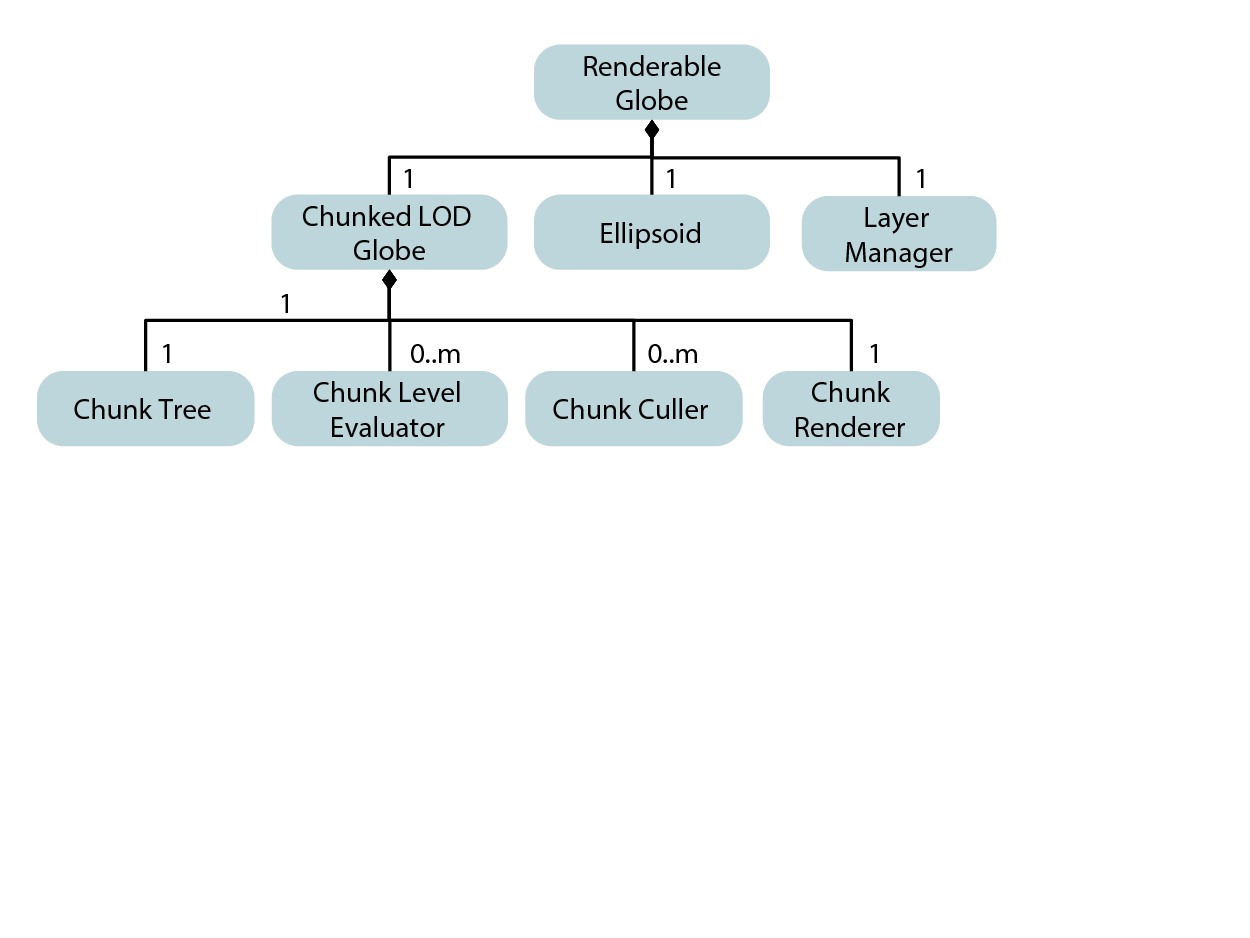 Renderable
Globe
1
1
1
Chunked LOD
Globe
Ellipsoid
Layer
Manager
1
1
0..m
0..m
1
Chunk Tree
Chunk Level
Evaluator
Chunk Culler
Chunk
Renderer